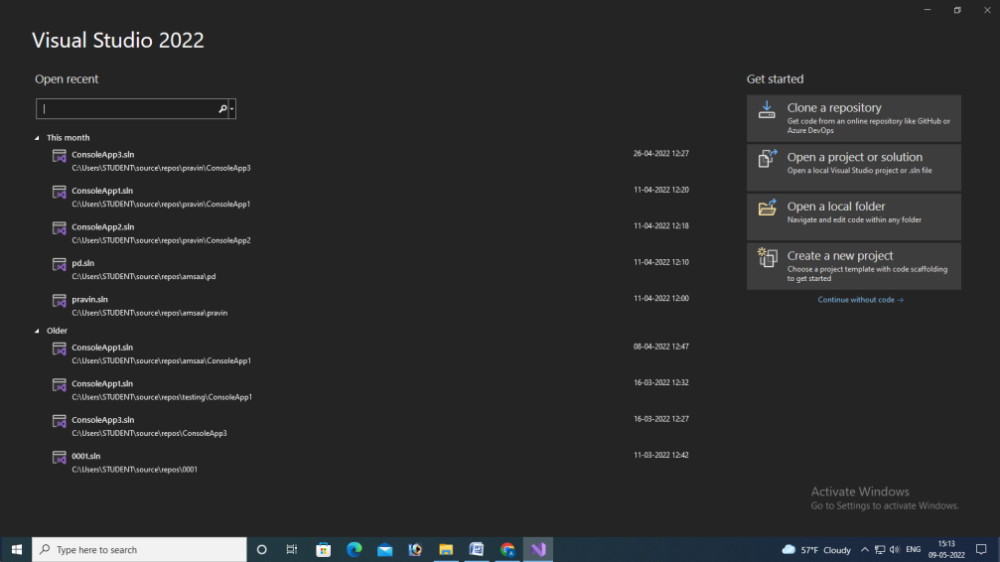 Visual Studio 2022
Open recent
This month
ConsoleApp3.sln
26-04-2022 12:27
C:\Users\STUDENT\source\repos\pravin\ConsoleApp3
ConsoleApp1.sln
11-04-2022 12:20
C:\Users\STUDENT\source\repos\pravin\ConsoleApp1
ConsoleApp2.sln
11-04-2022 12:18
C:\Users\STUDENT\source\repos\pravin\ConsoleApp2
pd.sln
11-04-2022 12:10
C:\Users\STUDENT\source\repos\amsaa\pd
pravin.sln
11-04-2022 12:00
C:\Users\STUDENT\source\repos\amsaa\pravin
Older
ConsoleApp1.sln
08-04-2022 12:47
C:\Users\STUDENT\source\repos\amsaa\ConsoleApp1
ConsoleApp1.sln
16-03-2022 12:32
C:\Users\STUDENT\source\repos\testing\ConsoleApp1
ConsoleApp3.sln
16-03-2022 12:27
C:\Users\STUDENT\source\repos\ConsoleApp3
0001.sln
11-03-2022 12:42
C:\Users\STUDENT\source\repos\0001
Get started
Clone a repository
Get code from an online repository like GitHub or
Azure DevOps
Open a project or solution
Open a local Visual Studio project or .sln file
Open a local folder
Navigate and edit code within any folder
Create a new project
Choose a project template with code scaffolding
to get started
Continue without code →
Activate Windows
Go to Settings to activate Windows.
Type here to search
57°F Cloudy
ENG
15:13
09-05-2022